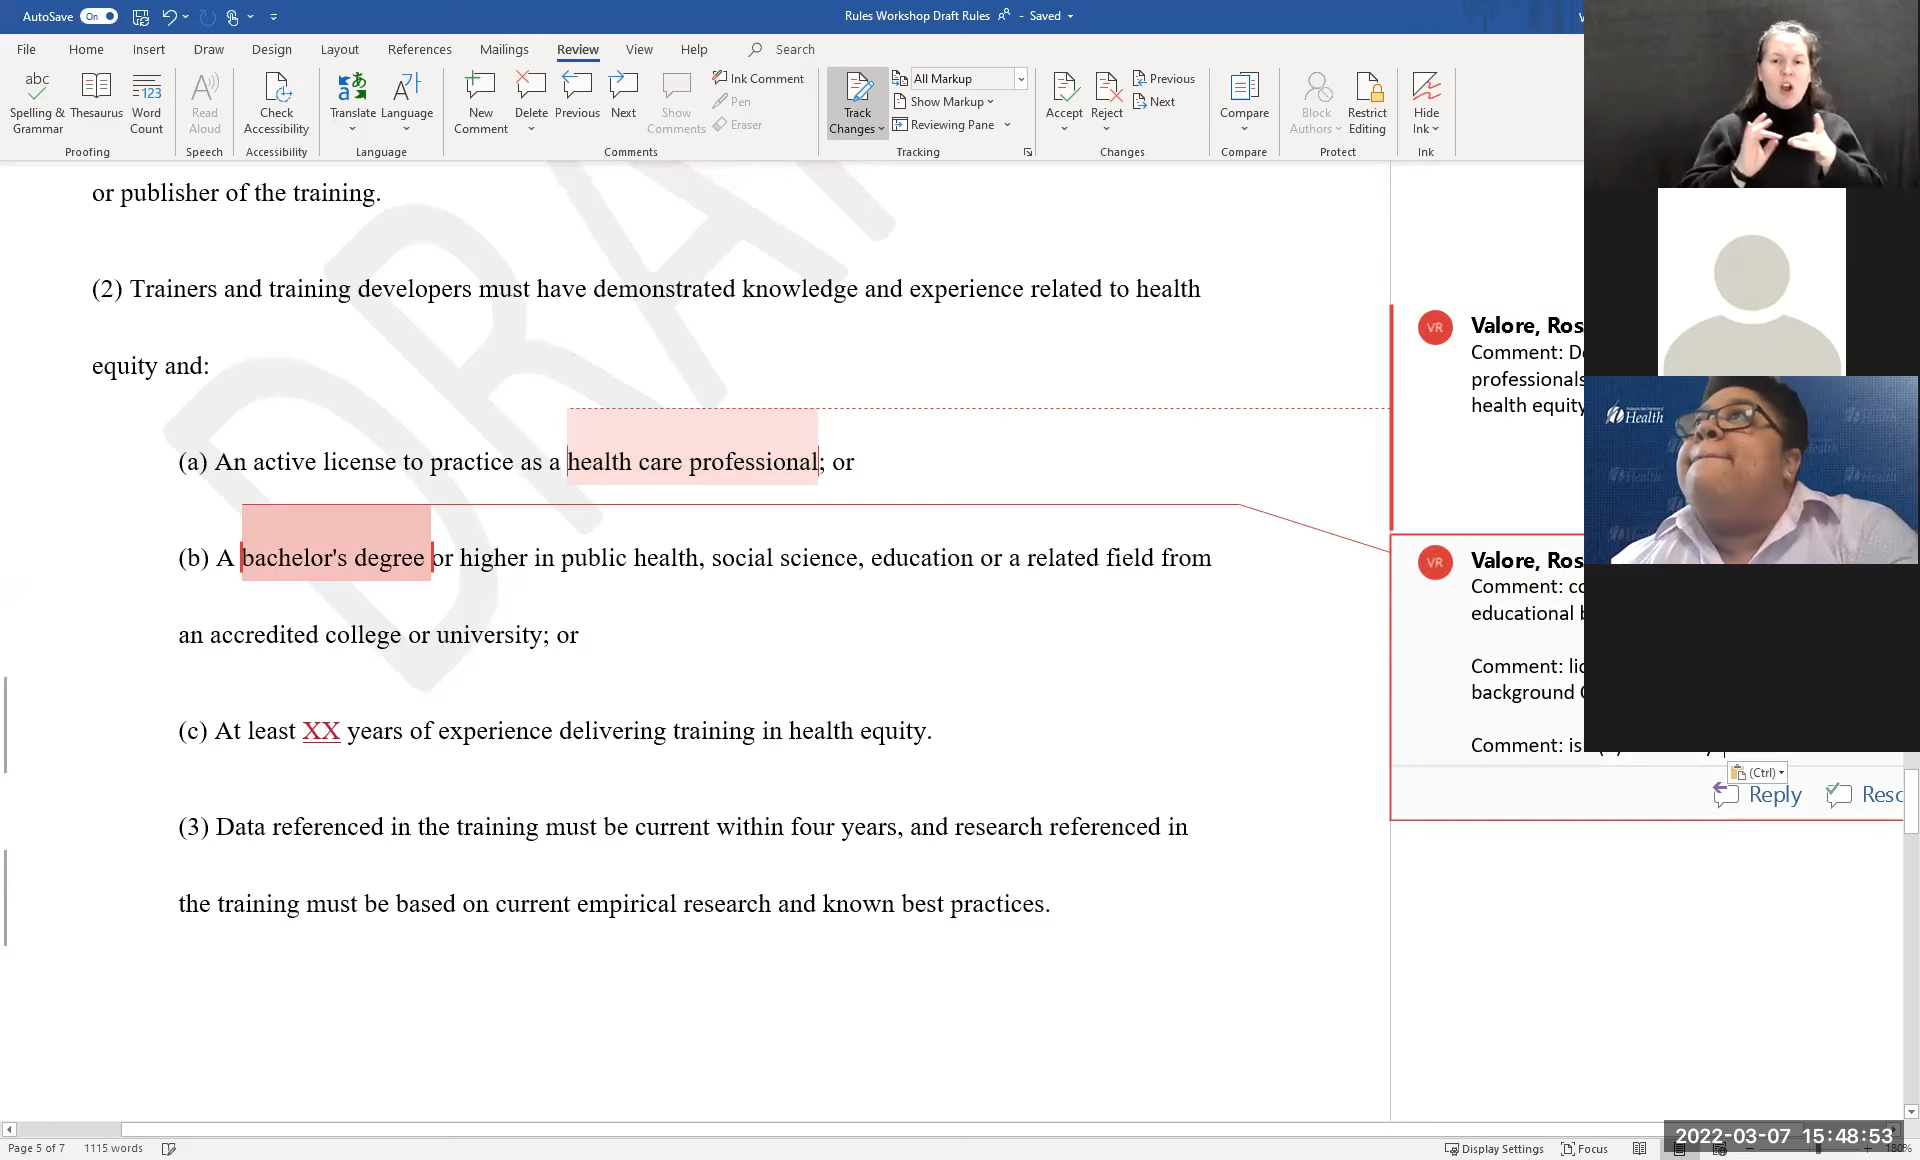 AutoSave On
Rules Workshop Draft Rules - Saved
File Home Insert Draw Design Layout References Mailings Review View Help Search
abc
Spelling & Grammar
Thesaurus
123
Word Count
Proofing
Read Aloud
Speech
Check Accessibility
Accessibility
Translate
Language
Language
New Comment
Delete
Previous
Next
Show Comments
Ink Comment
Pen
Eraser
Comments
Track Changes
All Markup
Show Markup
Reviewing Pane
Tracking
Accept
Reject
Previous
Next
Changes
Compare
Compare
Block Authors
Restrict Editing
Protect
Hide Ink
Ink
DRA
or publisher of the training.
(2) Trainers and training developers must have demonstrated knowledge and experience related to health
equity and:
(a) An active license to practice as a health care professional; or
(b) A bachelor's degree or higher in public health, social science, education or a related field from
an accredited college or university; or
(c) At least XX years of experience delivering training in health equity.
(3) Data referenced in the training must be current within four years, and research referenced in
the training must be based on current empirical research and known best practices.
VR Valore, Ros
Comment: D
professionals
health equity
VR Valore, Ros
Comment: co
educational
Comment: lic
background
Comment: is
(Ctrl)
Reply Resc
Health
Page 5 of 7 1115 words
Display Settings Focus
2022-03-07 15:48:53
180%